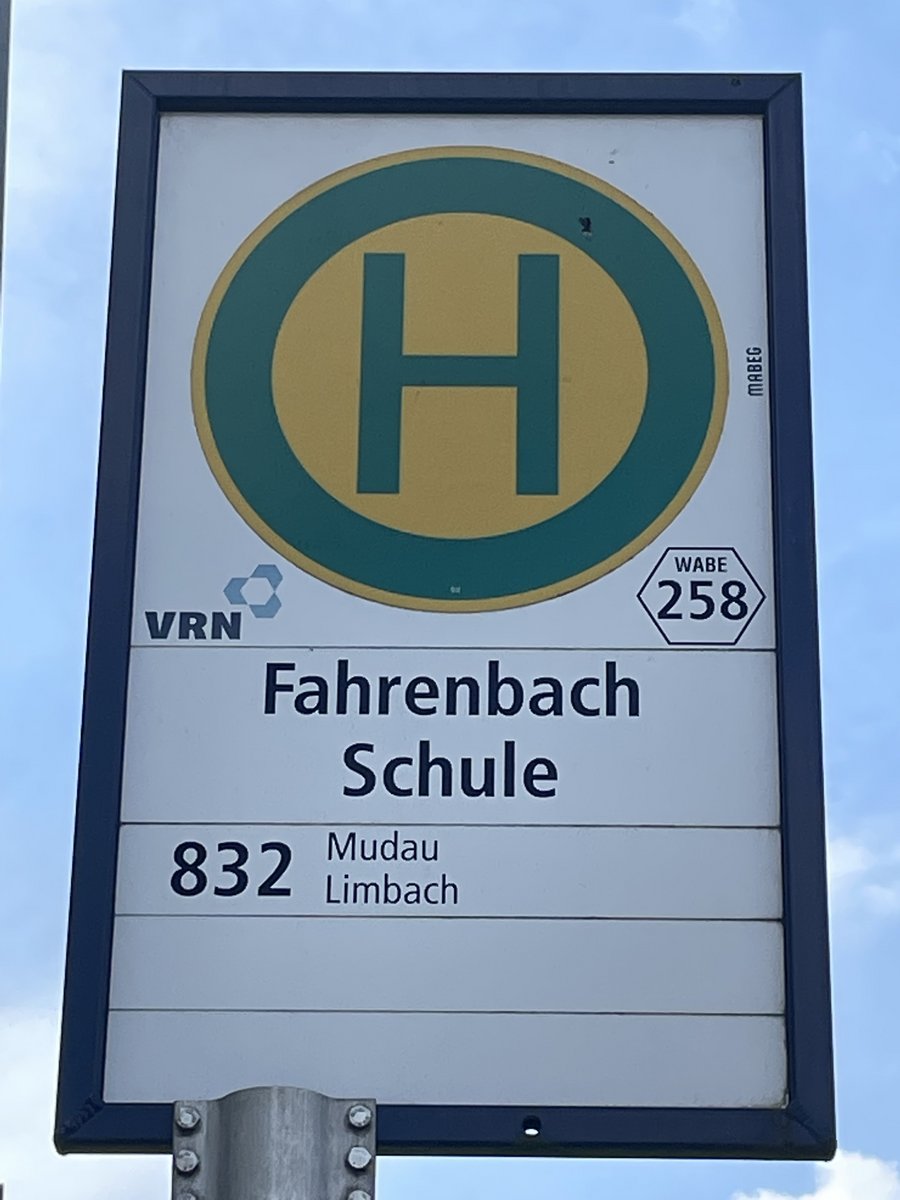 H
MABEG
VRN
WABE
258
Fahrenbach
Schule
832
Mudau
Limbach